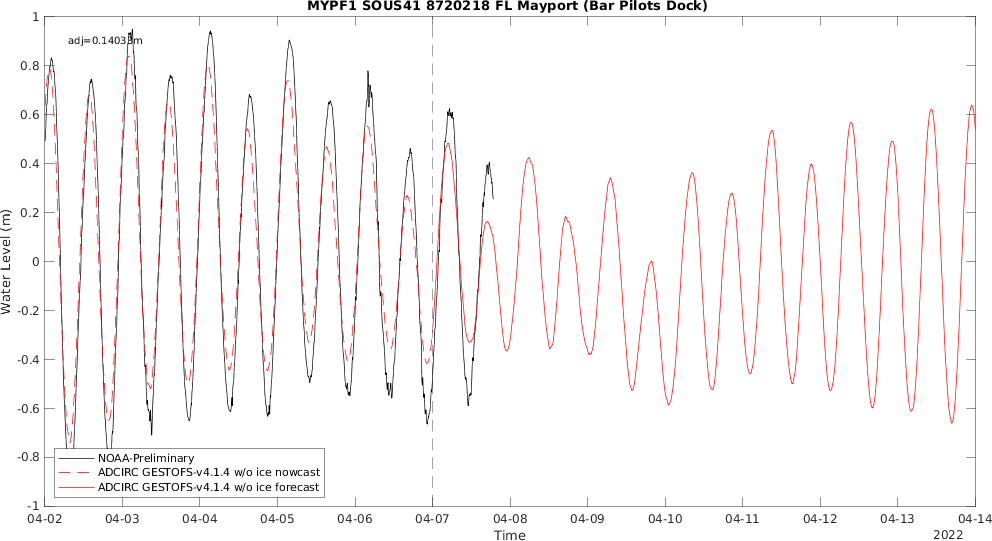 MYPF1 SOUS41 8720218 FL Mayport (Bar Pilots Dock)
1
adj=0.14033m
0.8
0.6
0.4
0.2
0
-0.2
-0.4
-0.6
-0.8
-1
Water Level (m)
NOAA-Preliminary
ADCIRC GESTOFS-v4.1.4 w/o ice nowcast
ADCIRC GESTOFS-v4.1.4 w/o ice forecast
04-02 04-03 04-04 04-05 04-06 04-07 04-08 04-09 04-10 04-11 04-12 04-13 04-14
Time
2022